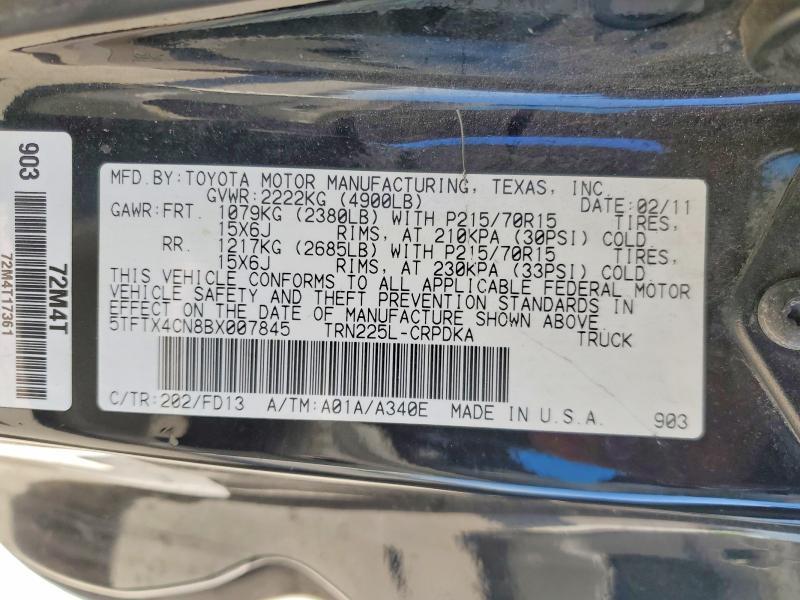 MFD.BY:TOYOTA MOTOR MANUFACTURING, TEXAS, INC.
GVWR:2222KG (4900LB) DATE:02/11
GAWR:FRT. 1079KG (2380LB) WITH P215/70R15 TIRES,
15X6J RIMS, AT 210KPA (30PSI) COLD.
RR. 1217KG (2685LB) WITH P215/70R15 TIRES,
15X6J RIMS, AT 230KPA (33PSI) COLD.
THIS VEHICLE CONFORMS TO ALL APPLICABLE FEDERAL MOTOR
VEHICLE SAFETY AND THEFT PREVENTION STANDARDS IN
EFFECT ON THE DATE OF MANUFACTURE SHOWN ABOVE.
5TFTX4CN8BX007845 TRN225L-CRPDKA TRUCK
C/TR:202/FD13 A/TM:A01A/A340E MADE IN U.S.A. 903
903
72M4T
72M4T17361